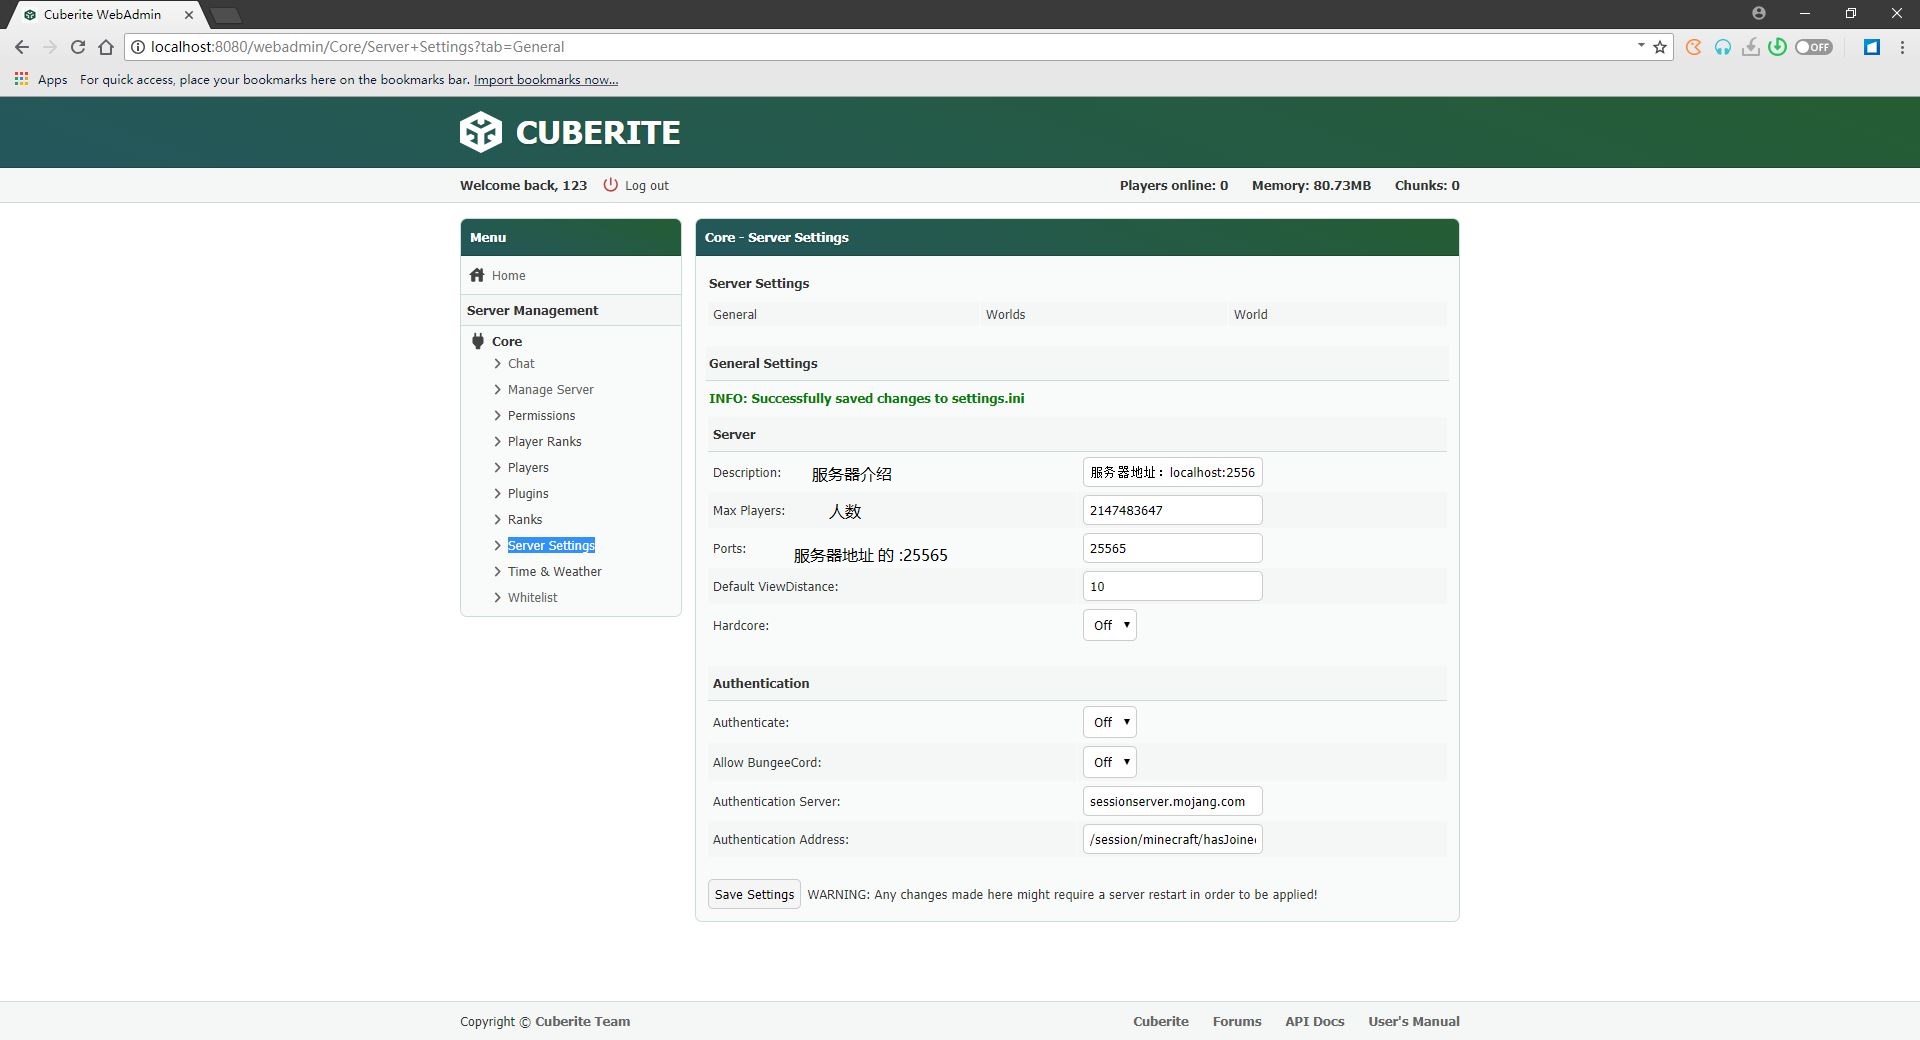 Cuberite WebAdmin
localhost:8080/webadmin/Core/Server+Settings?tab=General
OFF
Apps For quick access, place your bookmarks here on the bookmarks bar. Import bookmarks now...
CUBERITE
Welcome back, 123 Log out Players online: 0 Memory: 80.73MB Chunks: 0
Menu
Home
Server Management
Core
Chat
Manage Server
Permissions
Player Ranks
Players
Plugins
Ranks
Server Settings
Time & Weather
Whitelist
Core - Server Settings
Server Settings
General Worlds World
General Settings
INFO: Successfully saved changes to settings.ini
Server
Description: 服务器介绍 服务器地址：localhost:2556
Max Players: 人数 2147483647
Ports: 服务器地址 的 :25565 25565
Default ViewDistance: 10
Hardcore: Off
Authentication
Authenticate: Off
Allow BungeeCord: Off
Authentication Server: sessionserver.mojang.com
Authentication Address: /session/minecraft/hasJoine
Save Settings WARNING: Any changes made here might require a server restart in order to be applied!
Copyright © Cuberite Team Cuberite Forums API Docs User's Manual